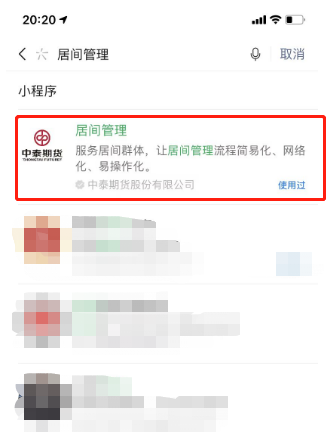 20:20
居间管理
取消
小程序
居间管理
中泰期货
服务居间群体，让居间管理流程简易化、网络
化、易操作化。
中泰期货股份有限公司
使用过